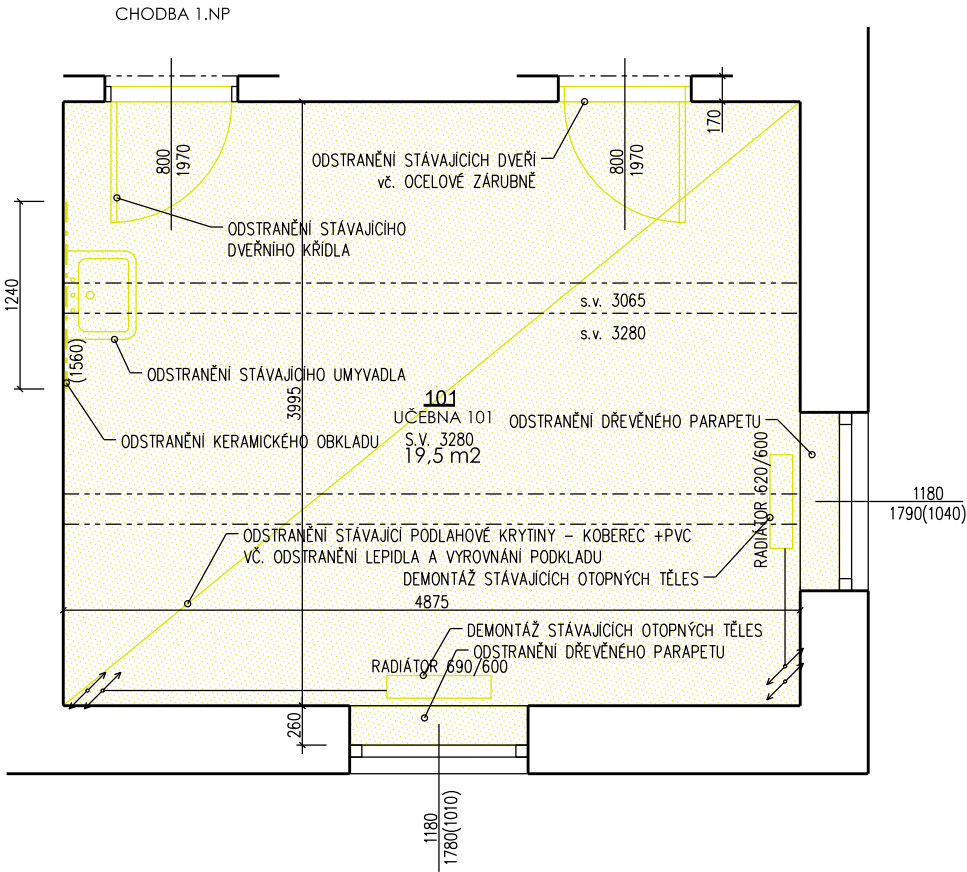 CHODBA 1.NP
170
800
1970
800
1970
ODSTRANĚNÍ STÁVAJÍCÍCH DVEŘÍ
vč. OCELOVÉ ZÁRUBNĚ
ODSTRANĚNÍ STÁVAJÍCÍHO
DVEŘNÍHO KŘÍDLA
1240
s.v. 3065
s.v. 3280
(1560)
ODSTRANĚNÍ STÁVAJÍCÍHO UMYVADLA
3995
101
UČEBNA 101
S.V. 3280
19,5 m2
ODSTRANĚNÍ DŘEVĚNÉHO PARAPETU
ODSTRANĚNÍ KERAMICKÉHO OBKLADU
RADIÁTOR 620/600
1180
1790(1040)
ODSTRANĚNÍ STÁVAJÍCÍ PODLAHOVÉ KRYTINY – KOBEREC +PVC
VČ. ODSTRANĚNÍ LEPIDLA A VYROVNÁNÍ PODKLADU
DEMONTÁŽ STÁVAJÍCÍCH OTOPNÝCH TĚLES
4875
DEMONTÁŽ STÁVAJÍCÍCH OTOPNÝCH TĚLES
ODSTRANĚNÍ DŘEVĚNÉHO PARAPETU
RADIÁTOR 690/600
260
1180
1780(1010)